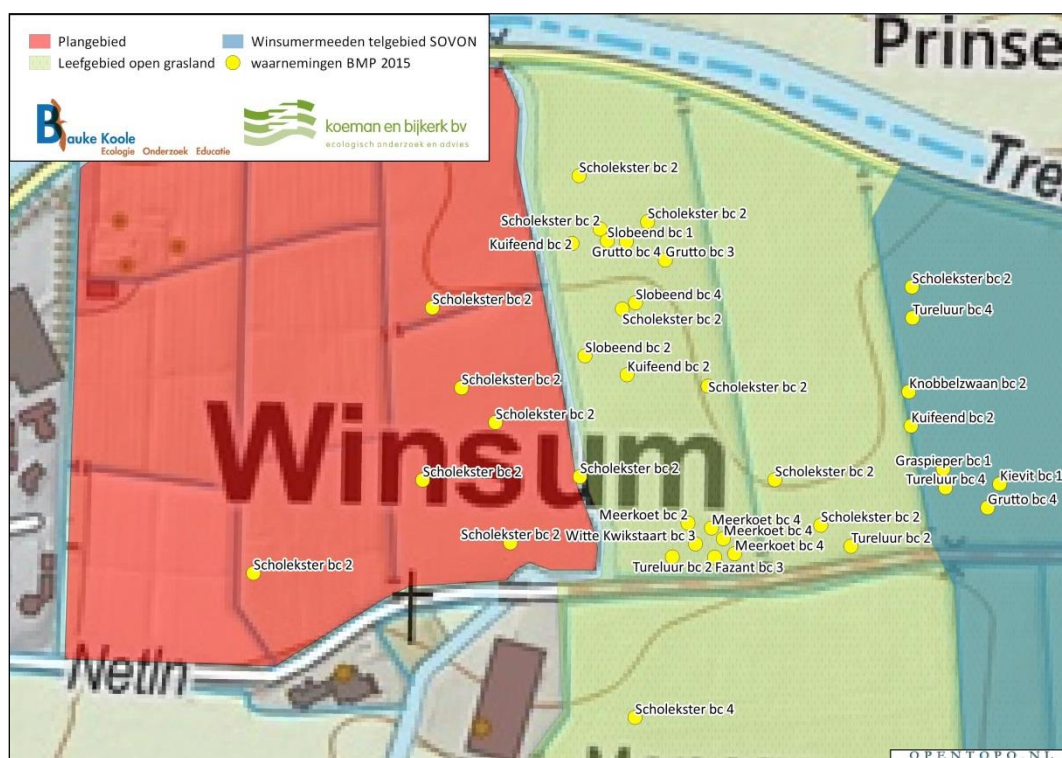 Plangebied
Winsumermeeden telgebied SOVON
Leefgebied open grasland
waarnemingen BMP 2015
Bauke Koole
Ecologie Onderzoek Educatie
koeman en bijkerk bv
ecologisch onderzoek en advies
Prinse
Tre
Scholekster bc 2
Scholekster bc 2
Scholekster bc 2
Slobeend bc 1
Kuifeend bc 2
Grutto bc 4
Grutto bc 3
Scholekster bc 2
Slobeend bc 4
Scholekster bc 2
Scholekster bc 2
Tureluur bc 4
Slobeend bc 2
Kuifeend bc 2
Scholekster bc 2
Scholekster bc 2
Knobbelzwaan bc 2
Scholekster bc 2
Kuifeend bc 2
Winsum
Scholekster bc 2
Scholekster bc 2
Scholekster bc 2
Graspieper bc 1
Tureluur bc 4
Kievit bc 1
Grutto bc 4
Meerkoet bc 2
Meerkoet bc 4
Scholekster bc 2
Scholekster bc 2
Witte Kwikstaart bc 3
Meerkoet bc 4
Tureluur bc 2
Meerkoet bc 4
Scholekster bc 2
Tureluur bc 2
Fazant bc 3
Netln
Scholekster bc 4
OPENTOPO.NL